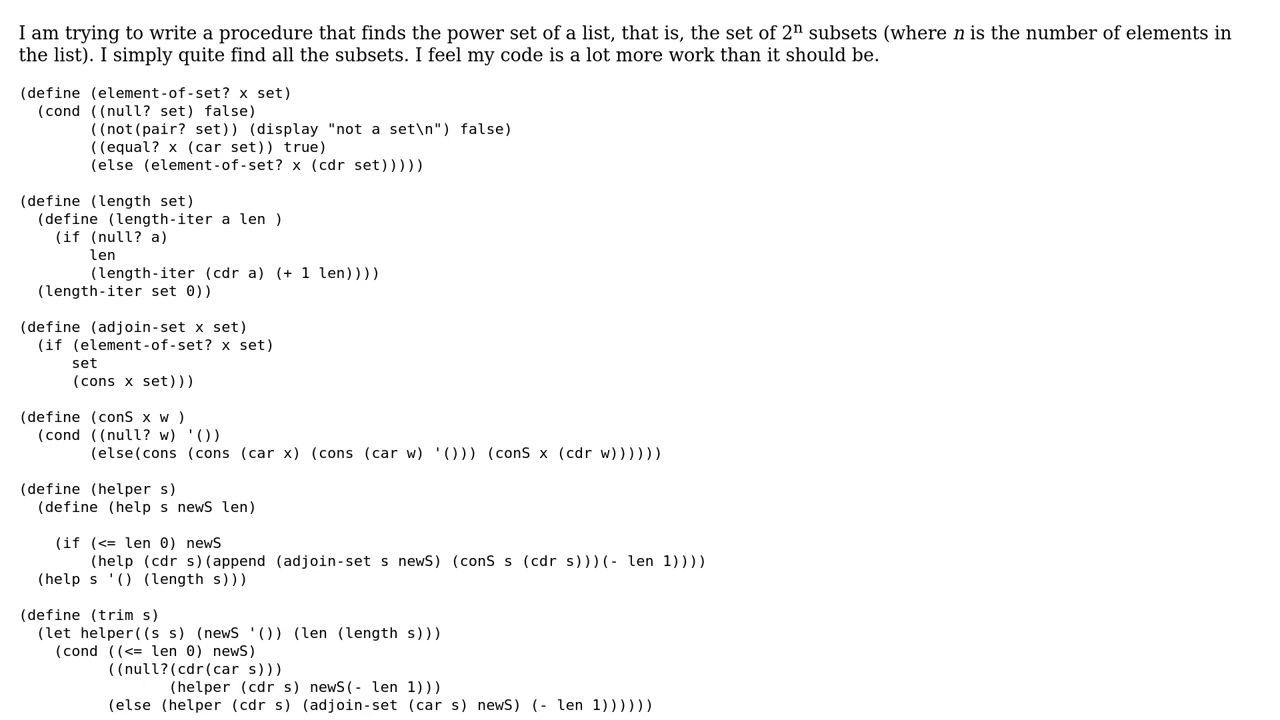 I am trying to write a procedure that finds the power set of a list, that is, the set of 2ⁿ subsets (where n is the number of elements in
the list). I simply quite find all the subsets. I feel my code is a lot more work than it should be.

(define (element-of-set? x set)
  (cond ((null? set) false)
        ((not(pair? set)) (display "not a set\n") false)
        ((equal? x (car set)) true)
        (else (element-of-set? x (cdr set)))))

(define (length set)
  (define (length-iter a len )
    (if (null? a)
        len
        (length-iter (cdr a) (+ 1 len))))
  (length-iter set 0))

(define (adjoin-set x set)
  (if (element-of-set? x set)
      set
      (cons x set)))

(define (conS x w )
  (cond ((null? w) '())
        (else(cons (cons (car x) (cons (car w) '())) (conS x (cdr w))))))

(define (helper s)
  (define (help s newS len)

    (if (<= len 0) newS
        (help (cdr s)(append (adjoin-set s newS) (conS s (cdr s)))(- len 1))))
  (help s '() (length s)))

(define (trim s)
  (let helper((s s) (newS '()) (len (length s)))
    (cond ((<= len 0) newS)
          ((null?(cdr(car s)))
                 (helper (cdr s) newS(- len 1)))
          (else (helper (cdr s) (adjoin-set (car s) newS) (- len 1))))))